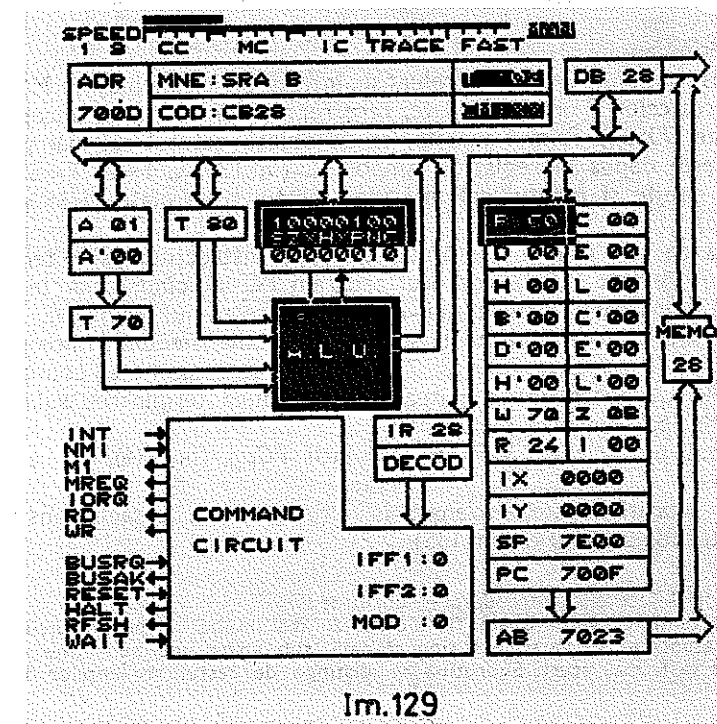 SPEED
1 8 CC MC IC TRACE FAST
ADR MNE:SRA B DB 28
700D COD:CB28
A 01 T 80 10000100 C 00
A'00 00000010 D 00 E 00
H 00 L 00
T 70 B'00 C'00 MEMO
ALU D'00 E'00 28
H'00 L'00
W 70 Z 0B
INT IR 28 R 24 I 00
NMI DECOD
M1 IX 0000
MREQ
IORQ IY 0000
RD COMMAND
WR CIRCUIT SP 7E00
BUSRQ IFF1:0 PC 700F
BUSAK
RESET IFF2:0
HALT
RFSH MOD :0 AB 7023
WAIT
Im.129